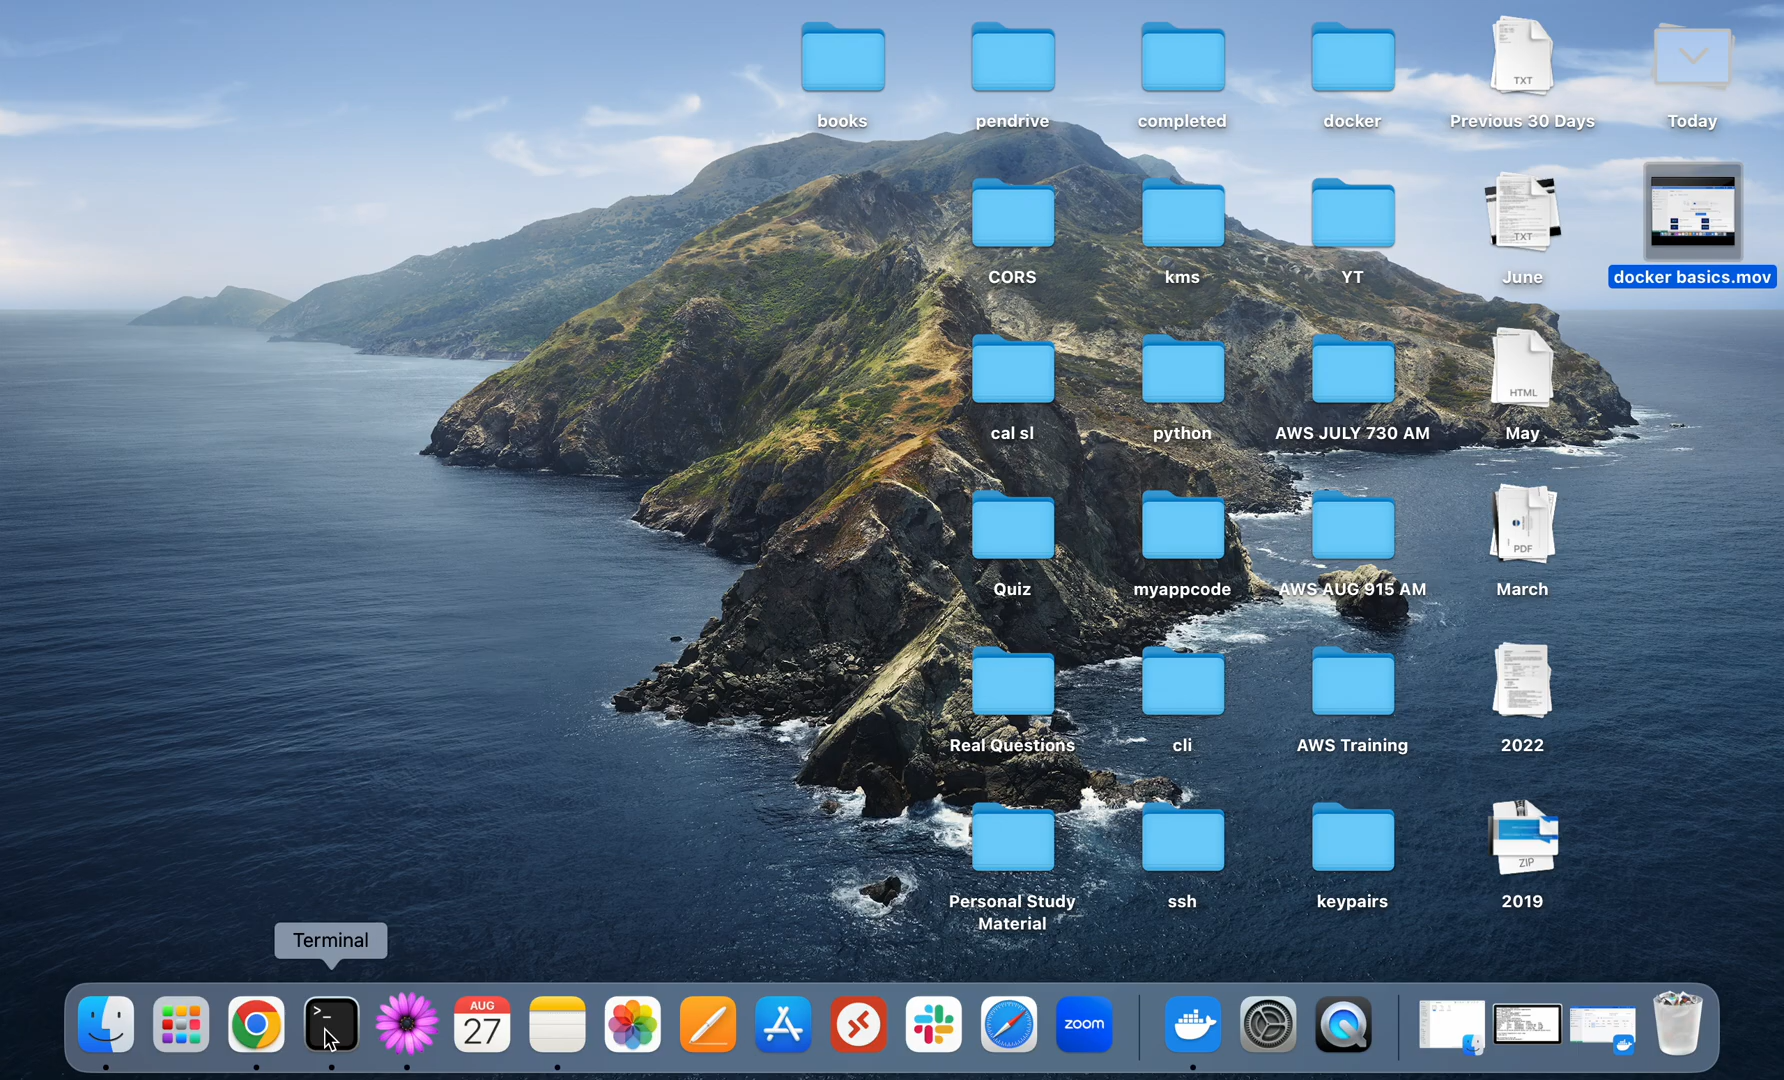 books
pendrive
completed
docker
TXT
Previous 30 Days
Today
CORS
kms
YT
TXT
June
docker basics.mov
cal sl
python
AWS JULY 730 AM
HTML
May
Quiz
myappcode
AWS AUG 915 AM
PDF
March
Real Questions
cli
AWS Training
2022
Personal Study
Material
ssh
keypairs
ZIP
2019
Terminal
>_
AUG
27
zoom